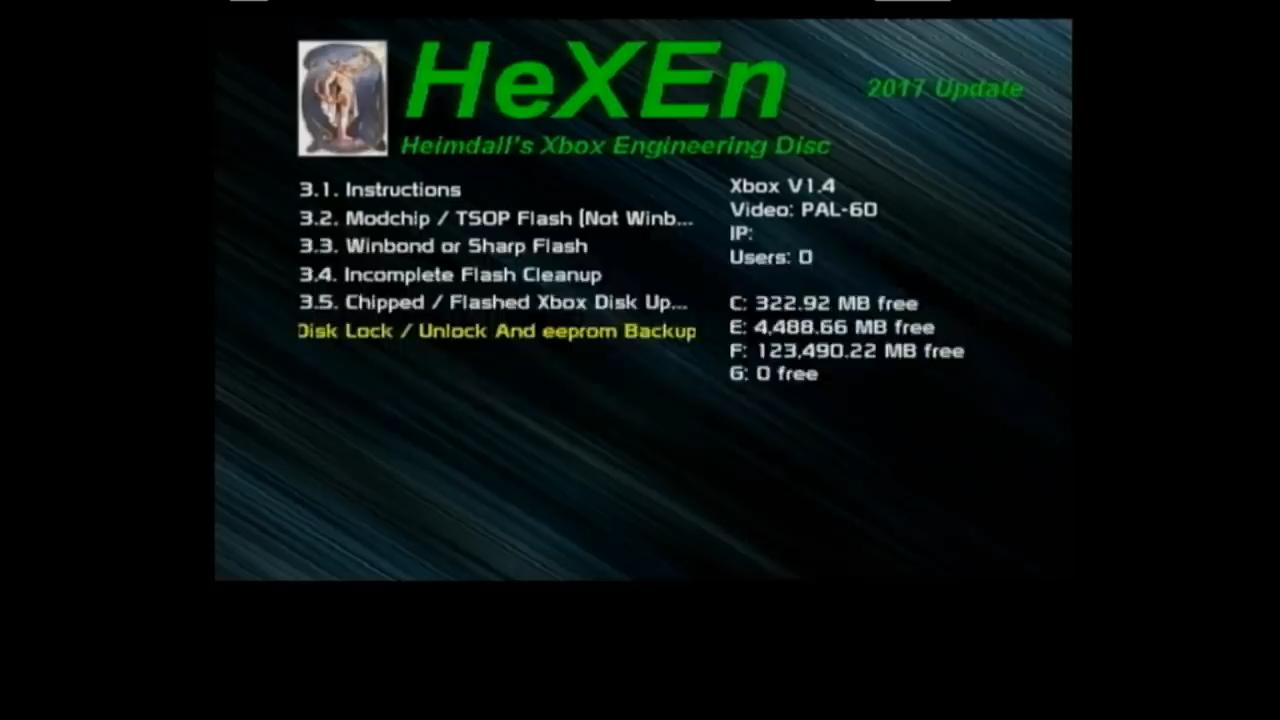 HeXEn
2017 Update
Heimdall's Xbox Engineering Disc
3.1. Instructions
3.2. Modchip / TSOP Flash (Not Winb...
3.3. Winbond or Sharp Flash
3.4. Incomplete Flash Cleanup
3.5. Chipped / Flashed Xbox Disk Up...
Disk Lock / Unlock And eeprom Backup
Xbox V1.4
Video: PAL-60
IP:
Users: 0
C: 322.92 MB free
E: 4,488.66 MB free
F: 123,490.22 MB free
G: 0 free